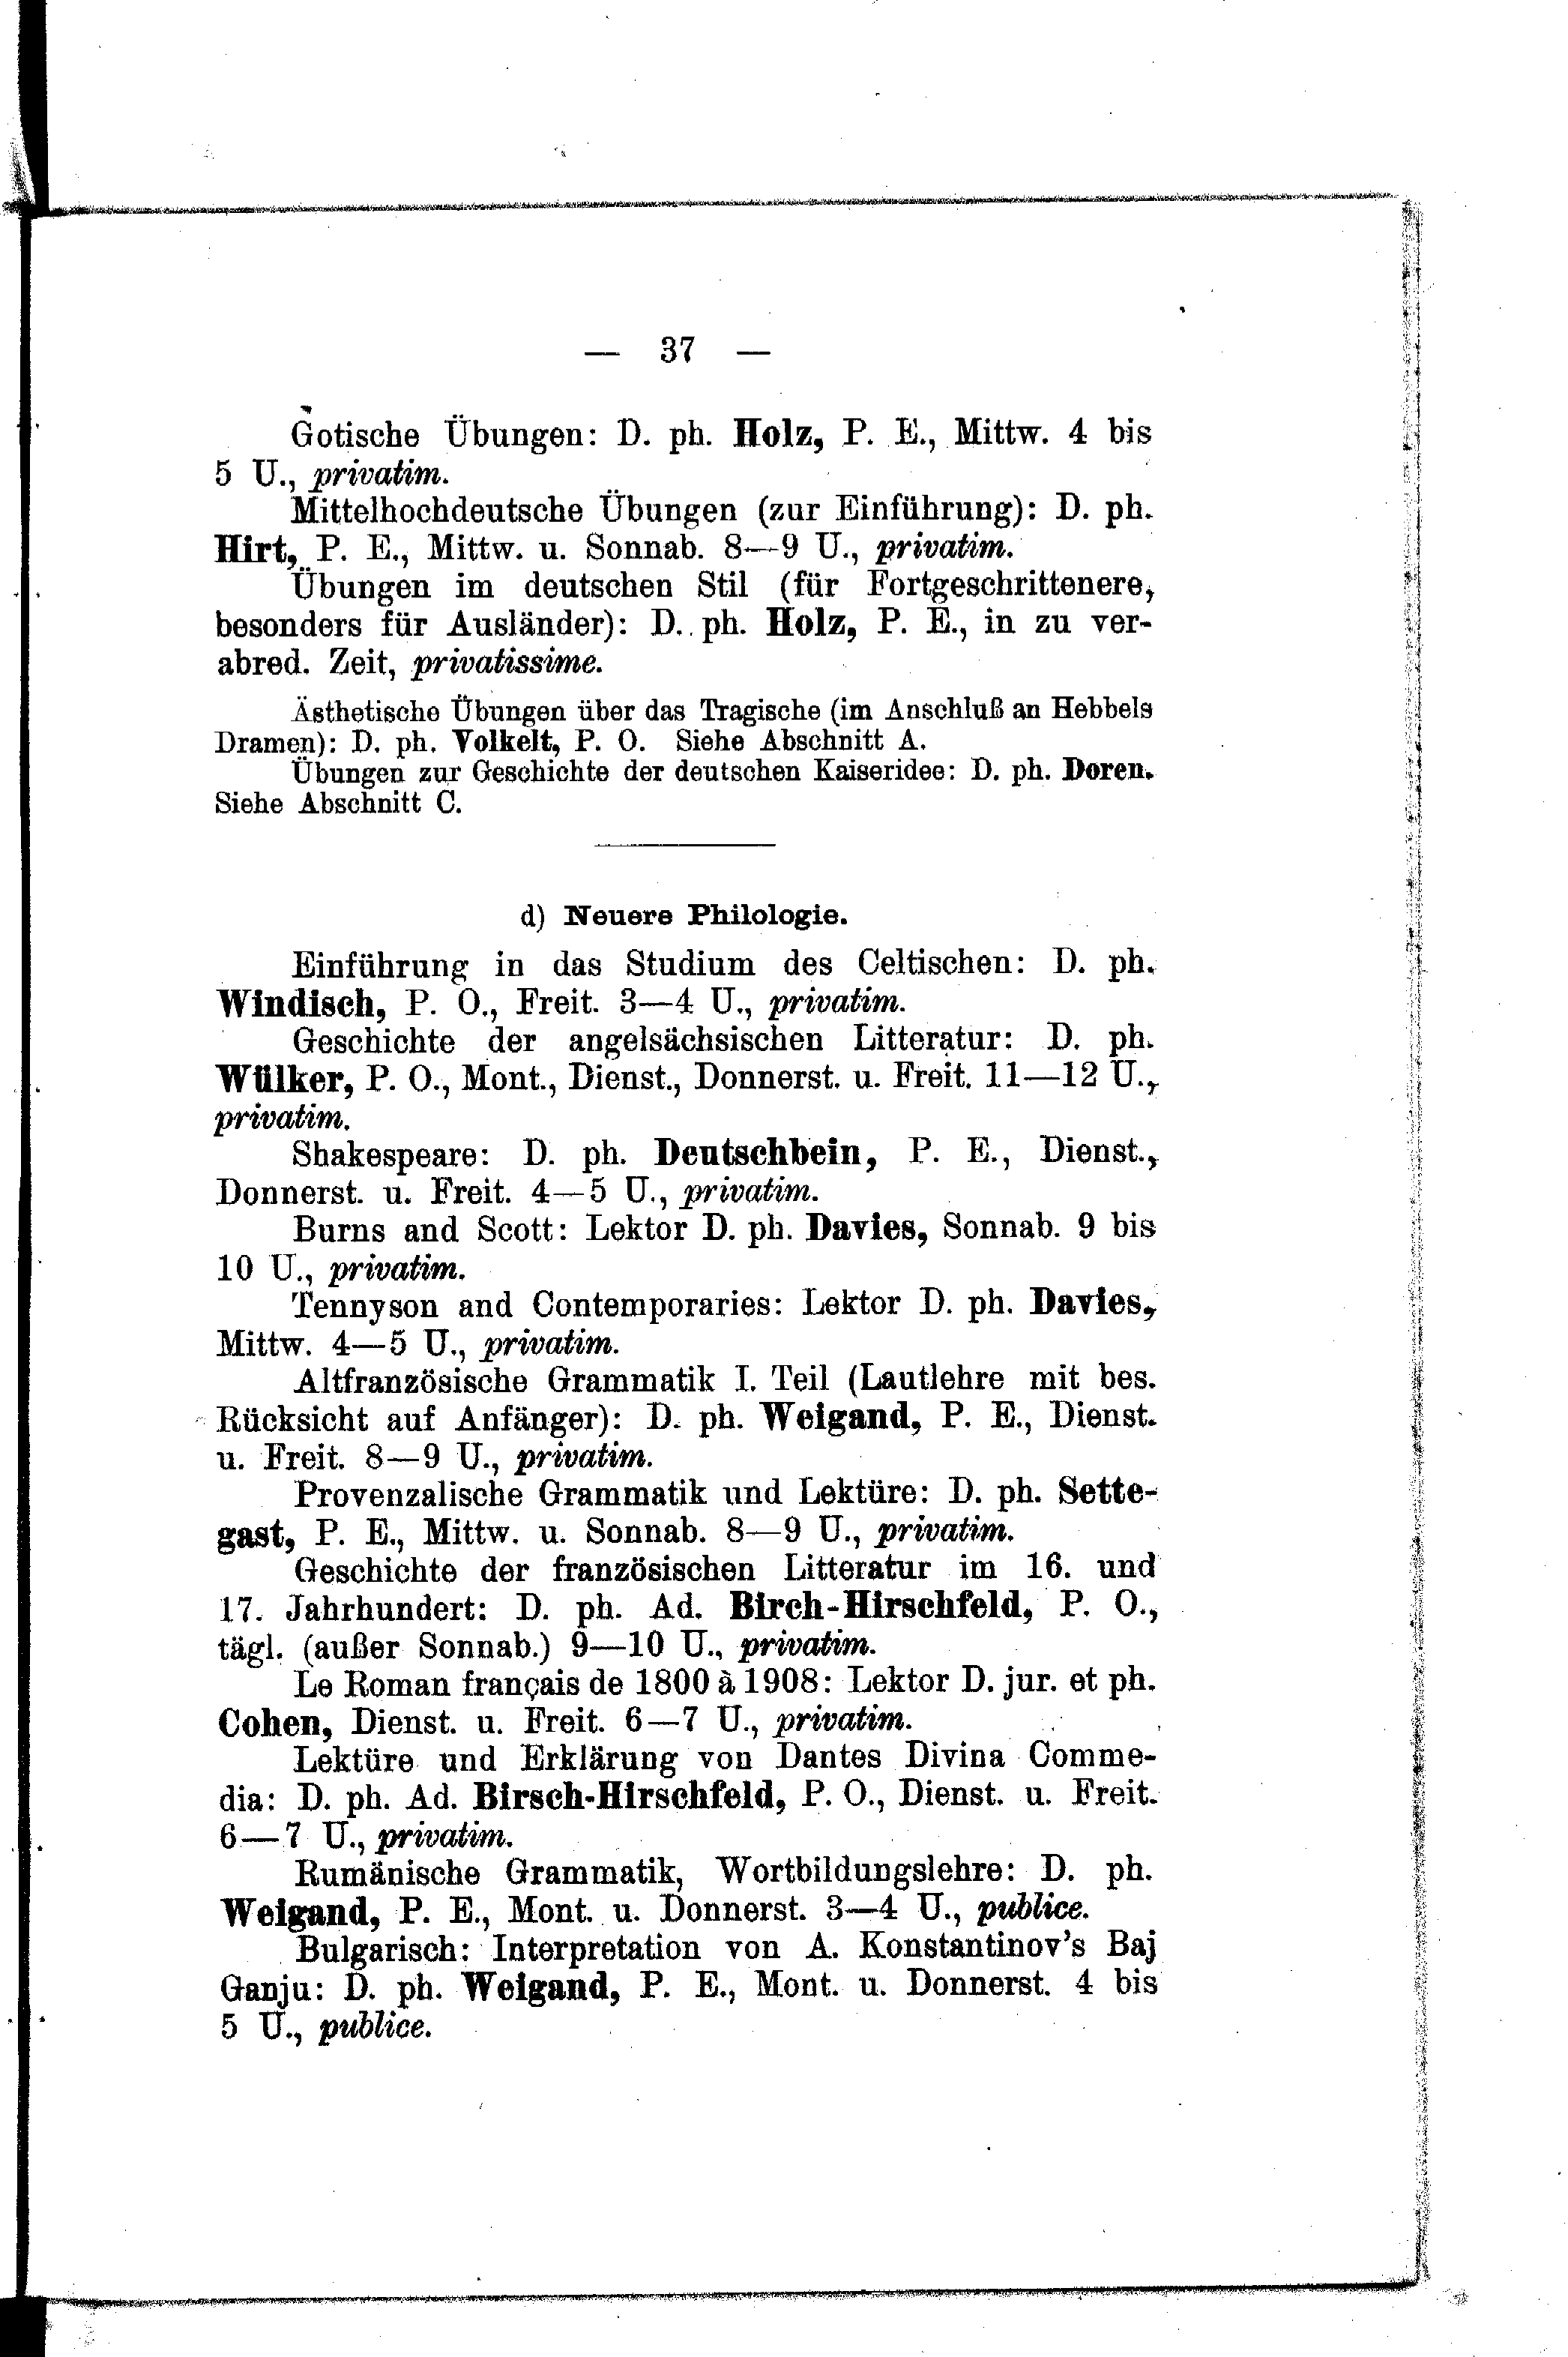 — 37 —
Gotische Übungen: D. ph. Holz, P. E., Mittw. 4 bis
5 U., privatim.
Mittelhochdeutsche Übungen (zur Einführung): D. ph.
Hirt, P. E., Mittw. u. Sonnab. 8—9 U., privatim.
Übungen im deutschen Stil (für Fortgeschrittenere,
besonders für Ausländer): D. ph. Holz, P. E., in zu ver-
abred. Zeit, privatissime.
Ästhetische Übungen über das Tragische (im Anschluß an Hebbels
Dramen): D. ph. Volkelt, P. O. Siehe Abschnitt A.
Übungen zur Geschichte der deutschen Kaiseridee: D. ph. Doren.
Siehe Abschnitt C.
d) Neuere Philologie.
Einführung in das Studium des Celtischen: D. ph.
Windisch, P. O., Freit. 3—4 U., privatim.
Geschichte der angelsächsischen Litteratur: D. ph.
Wülker, P. O., Mont., Dienst., Donnerst. u. Freit. 11—12 U.,
privatim.
Shakespeare: D. ph. Deutschbein, P. E., Dienst.,
Donnerst. u. Freit. 4—5 U., privatim.
Burns and Scott: Lektor D. ph. Davies, Sonnab. 9 bis
10 U., privatim.
Tennyson and Contemporaries: Lektor D. ph. Davies,
Mittw. 4—5 U., privatim.
Altfranzösische Grammatik I. Teil (Lautlehre mit bes.
Rücksicht auf Anfänger): D. ph. Weigand, P. E., Dienst.
u. Freit. 8—9 U., privatim.
Provenzalische Grammatik und Lektüre: D. ph. Sette-
gast, P. E., Mittw. u. Sonnab. 8—9 U., privatim.
Geschichte der französischen Litteratur im 16. und
17. Jahrhundert: D. ph. Ad. Birch-Hirschfeld, P. O.,
tägl. (außer Sonnab.) 9—10 U., privatim.
Le Roman français de 1800 à 1908: Lektor D. jur. et ph.
Cohen, Dienst. u. Freit. 6—7 U., privatim.
Lektüre und Erklärung von Dantes Divina Comme-
dia: D. ph. Ad. Birsch-Hirschfeld, P. O., Dienst. u. Freit.
6—7 U., privatim.
Rumänische Grammatik, Wortbildungslehre: D. ph.
Weigand, P. E., Mont. u. Donnerst. 3—4 U., publice.
Bulgarisch: Interpretation von A. Konstantinov's Baj
Ganju: D. ph. Weigand, P. E., Mont. u. Donnerst. 4 bis
5 U., publice.